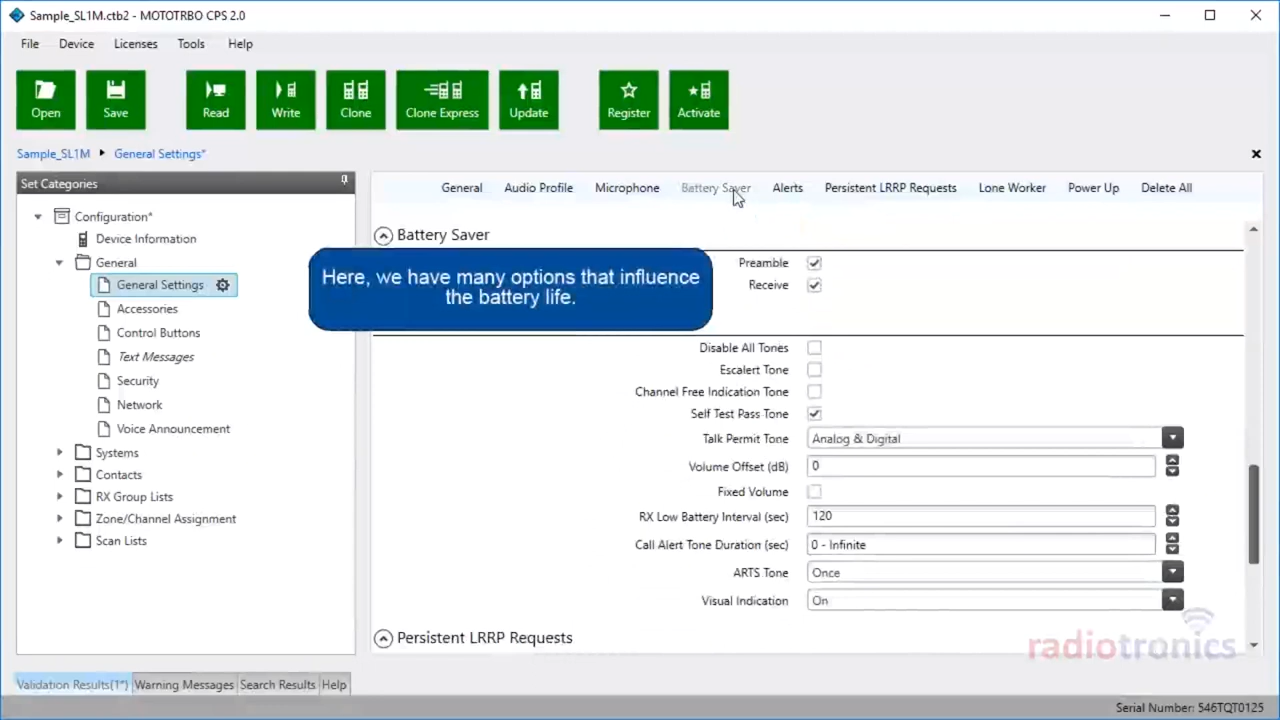 Sample_SL1M.ctb2 - MOTOTRBO CPS 2.0
File Device Licenses Tools Help
Open Save Read Write Clone Clone Express Update Register Activate
Sample_SL1M General Settings*
Set Categories
Configuration*
Device Information
General
General Settings
Accessories
Control Buttons
Text Messages
Security
Network
Voice Announcement
Systems
Contacts
RX Group Lists
Zone/Channel Assignment
Scan Lists
General Audio Profile Microphone Battery Saver Alerts Persistent LRRP Requests Lone Worker Power Up Delete All
Battery Saver
Here, we have many options that influence
the battery life.
Preamble
Receive
Disable All Tones
Escalert Tone
Channel Free Indication Tone
Self Test Pass Tone
Talk Permit Tone Analog & Digital
Volume Offset (dB) 0
Fixed Volume
RX Low Battery Interval (sec) 120
Call Alert Tone Duration (sec) 0 - Infinite
ARTS Tone Once
Visual Indication On
Persistent LRRP Requests
radiotronics
Validation Results(1*) Warning Messages Search Results Help
Serial Number: 546TQT0125